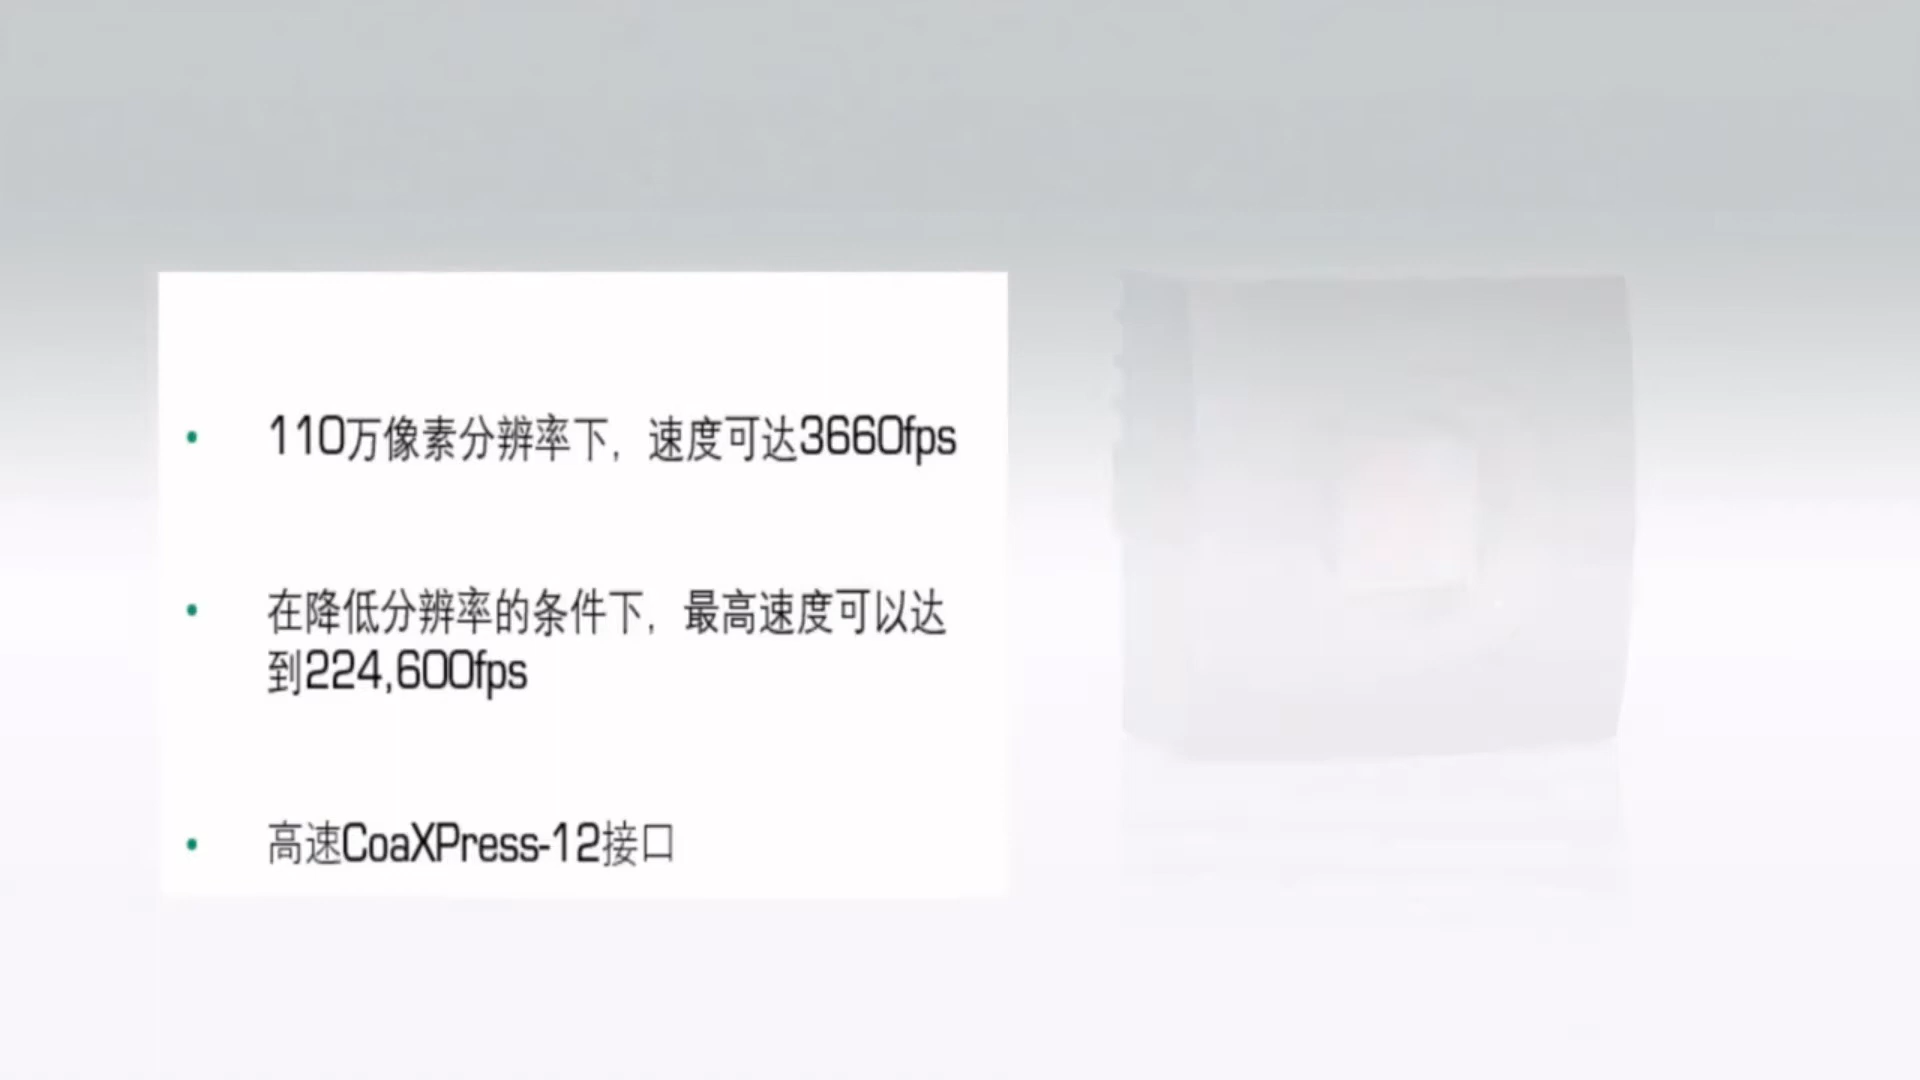 • 110万像素分辨率下，速度可达3660fps
• 在降低分辨率的条件下，最高速度可以达
到224,600fps
• 高速CoaXPress-12接口